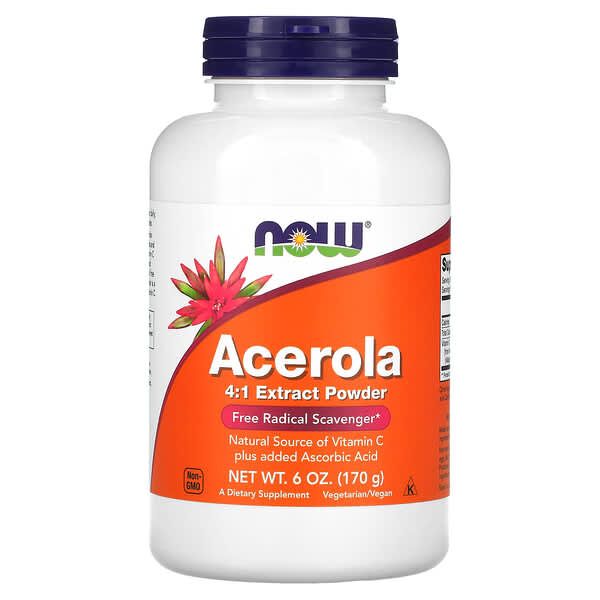 NOW®
Acerola
4:1 Extract Powder
Free Radical Scavenger*
Natural Source of Vitamin C
plus added Ascorbic Acid
NET WT. 6 OZ. (170 g)
Non-
GMO
A Dietary Supplement Vegetarian/Vegan
K